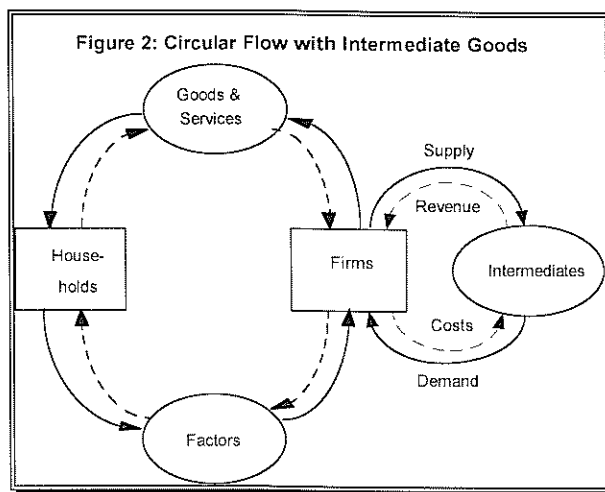 Figure 2: Circular Flow with Intermediate Goods
Goods &
Services
Supply
Revenue
House-
holds
Firms
Intermediates
Costs
Demand
Factors